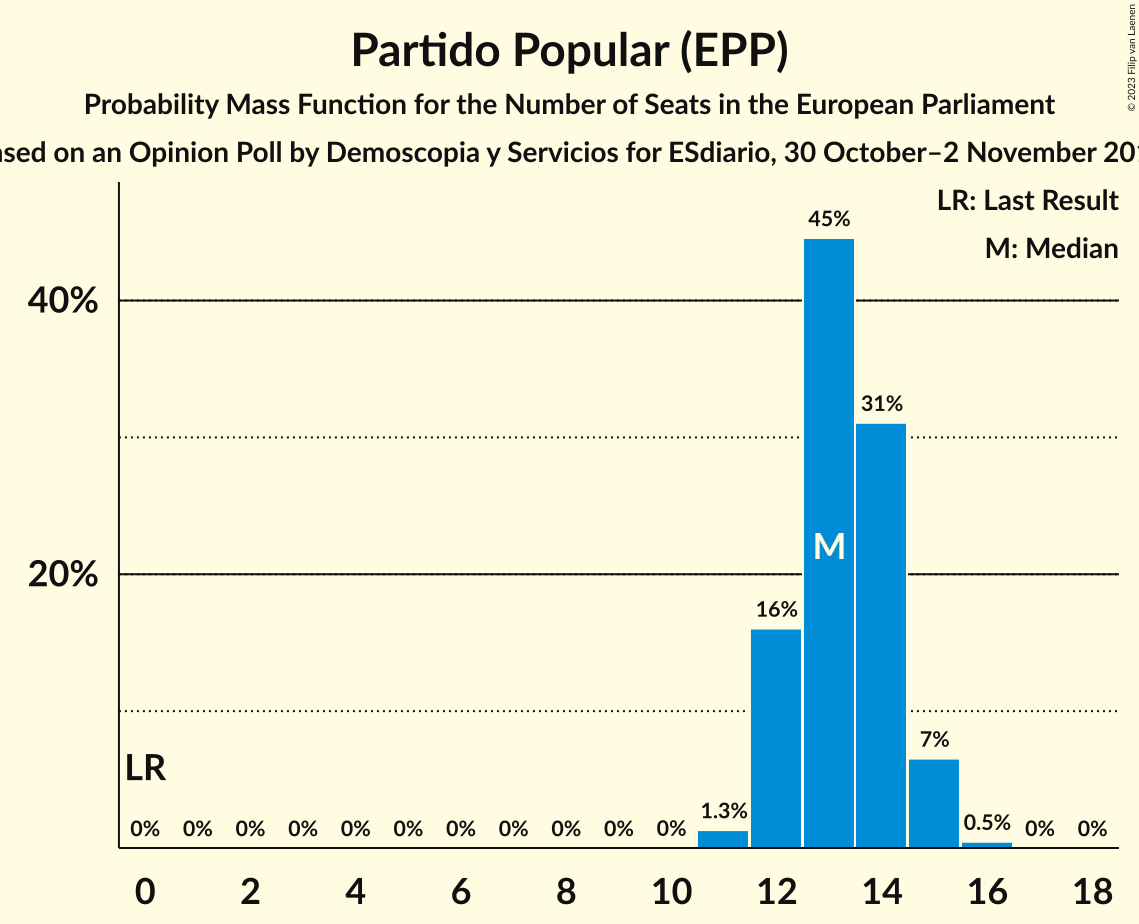 Partido Popular (EPP)
Probability Mass Function for the Number of Seats in the European Parliament
on an Opinion Poll by Demoscopia y Servicios for ESdiario, 30 October–2 November
© 2023 Filip van Laenen
LR: Last Result
M: Median
45%
40%
31%
M
20%
16%
7%
LR
1.3%
0.5%
0% 0% 0% 0% 0% 0% 0% 0% 0% 0% 0% 0% 0%
0 2 4 6 8 10 12 14 16 18